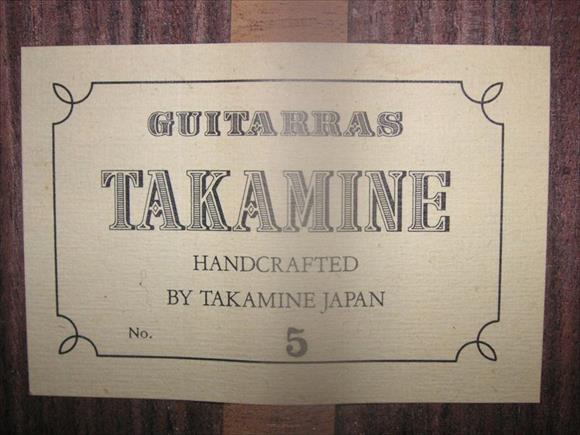 GUITARRAS
TAKAMINE
HANDCRAFTED
BY TAKAMINE JAPAN
No. 5